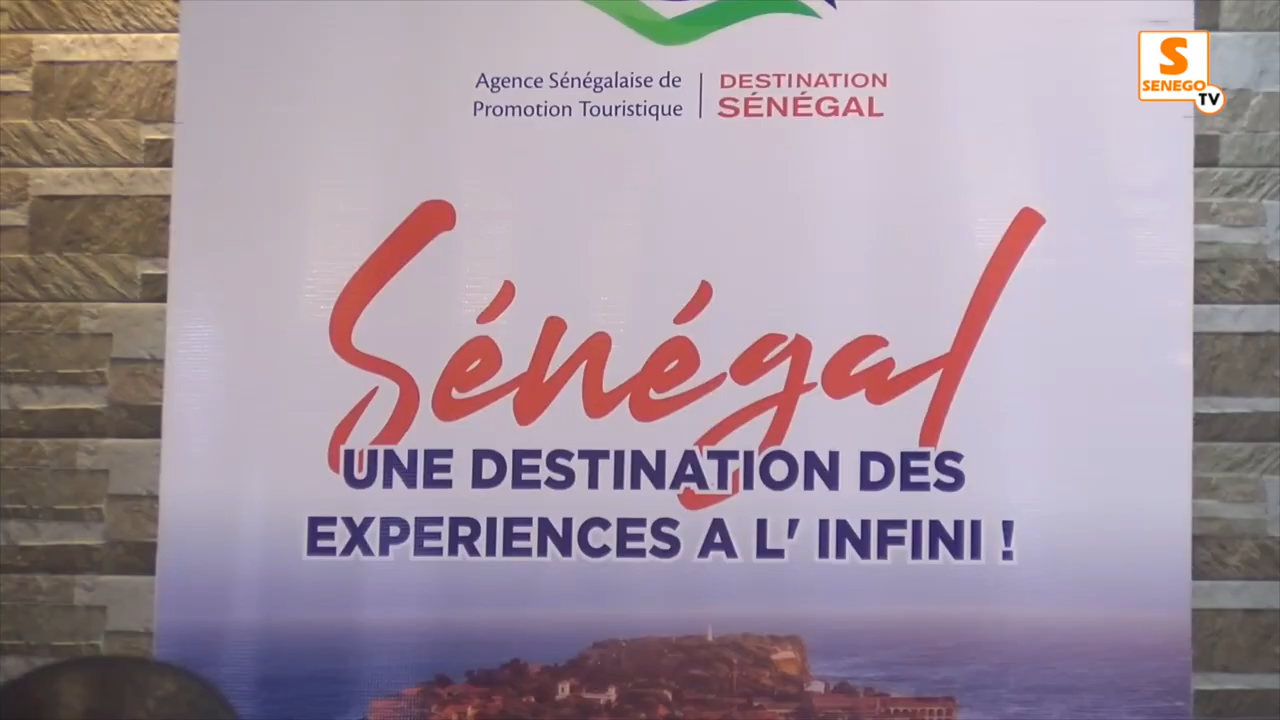 Agence Sénégalaise de
Promotion Touristique
DESTINATION
SÉNÉGAL
S
SENEGO
TV
Sénégal
UNE DESTINATION DES
EXPERIENCES A L' INFINI !